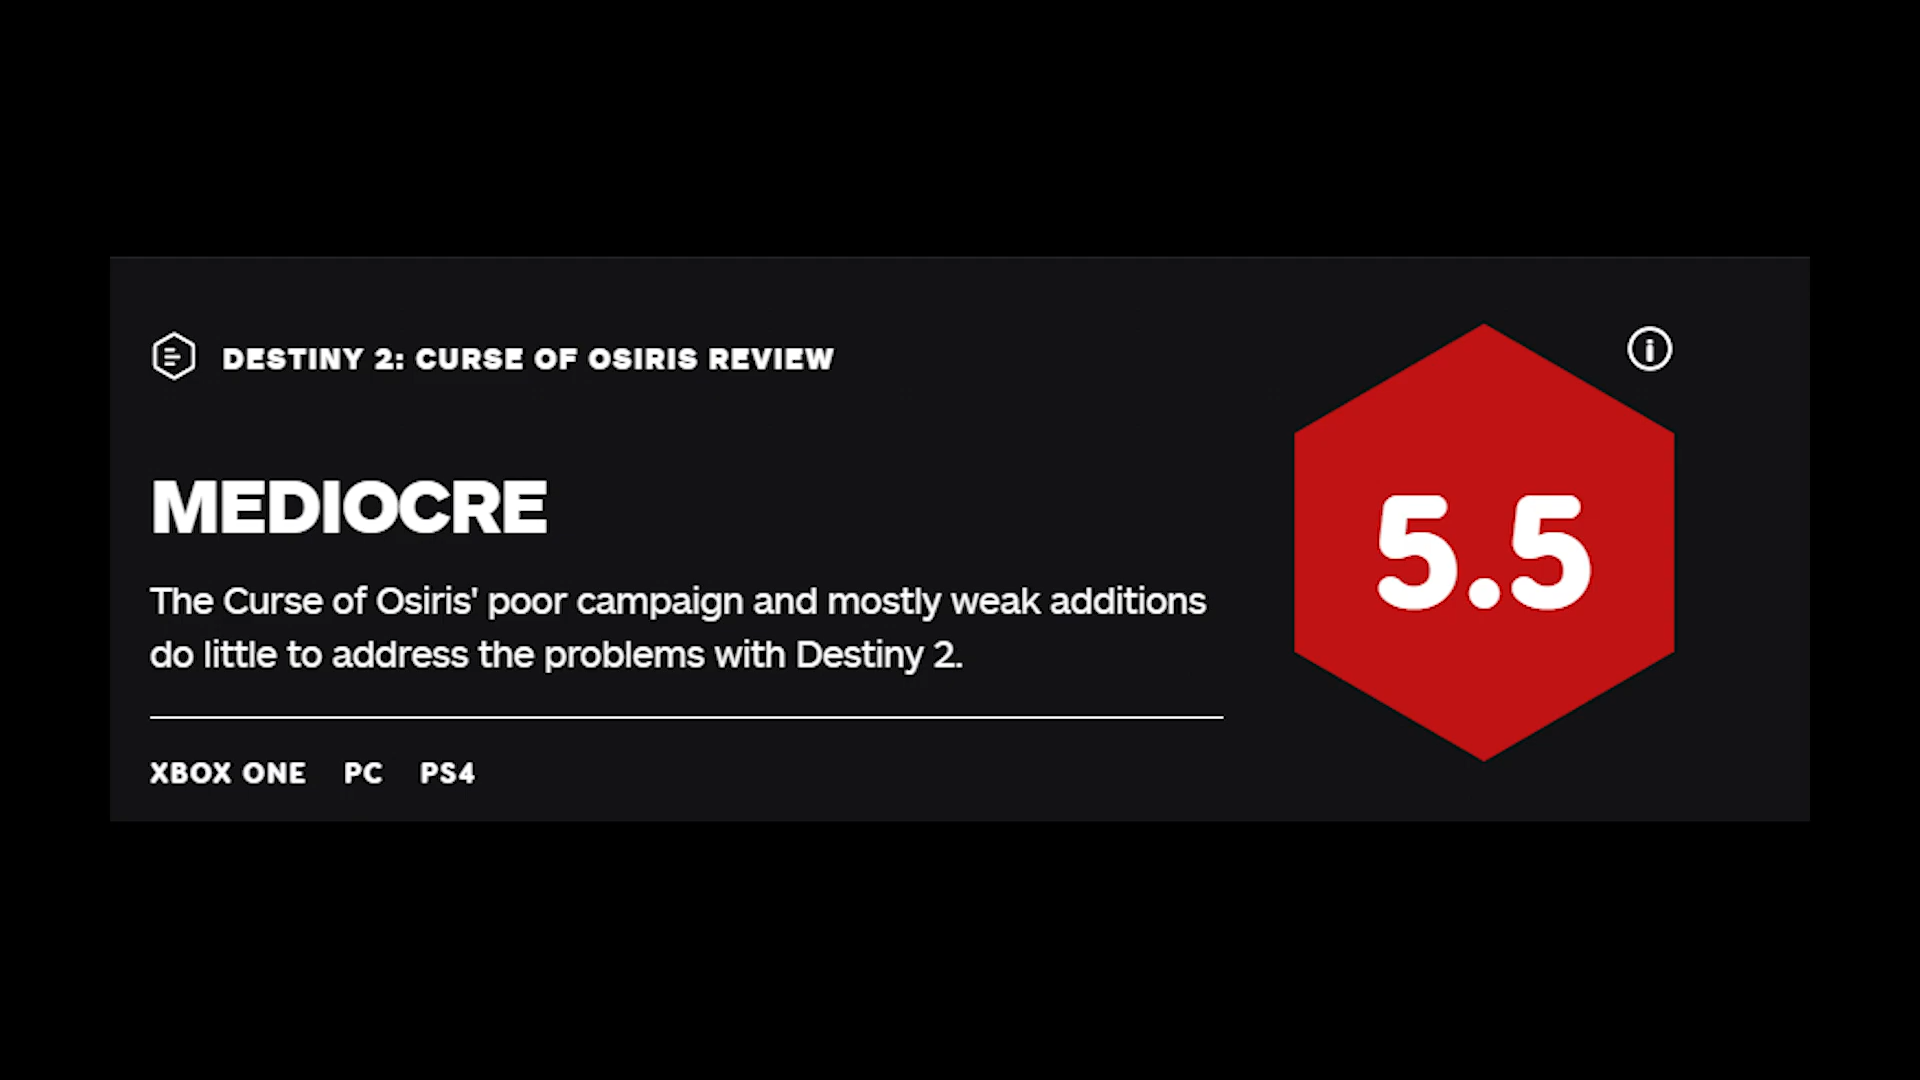 DESTINY 2: CURSE OF OSIRIS REVIEW
MEDIOCRE
The Curse of Osiris' poor campaign and mostly weak additions
do little to address the problems with Destiny 2.
XBOX ONE PC PS4
5.5